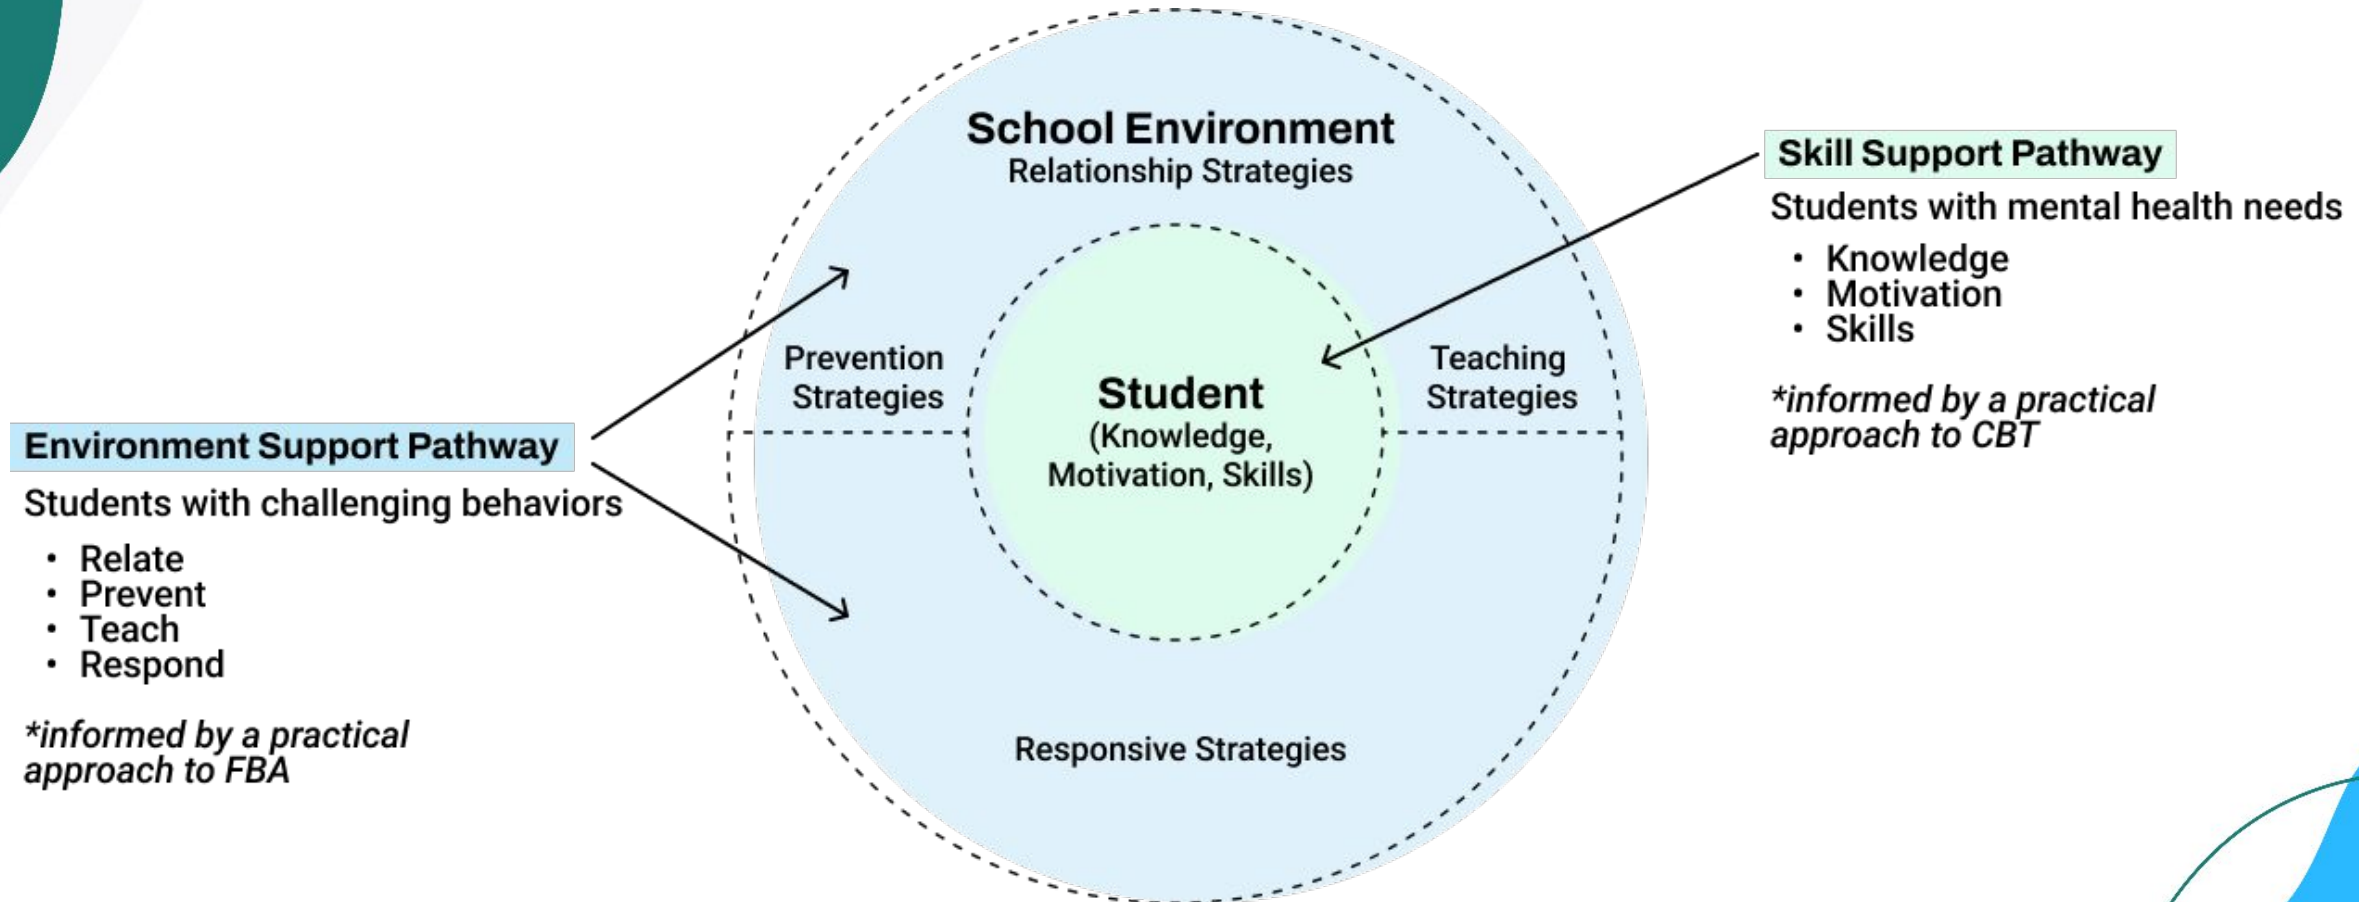 School Environment
Relationship Strategies
Prevention
Strategies
Teaching
Strategies
Student
(Knowledge,
Motivation, Skills)
Responsive Strategies
Environment Support Pathway
Students with challenging behaviors
• Relate
• Prevent
• Teach
• Respond
*informed by a practical
approach to FBA
Skill Support Pathway
Students with mental health needs
• Knowledge
• Motivation
• Skills
*informed by a practical
approach to CBT